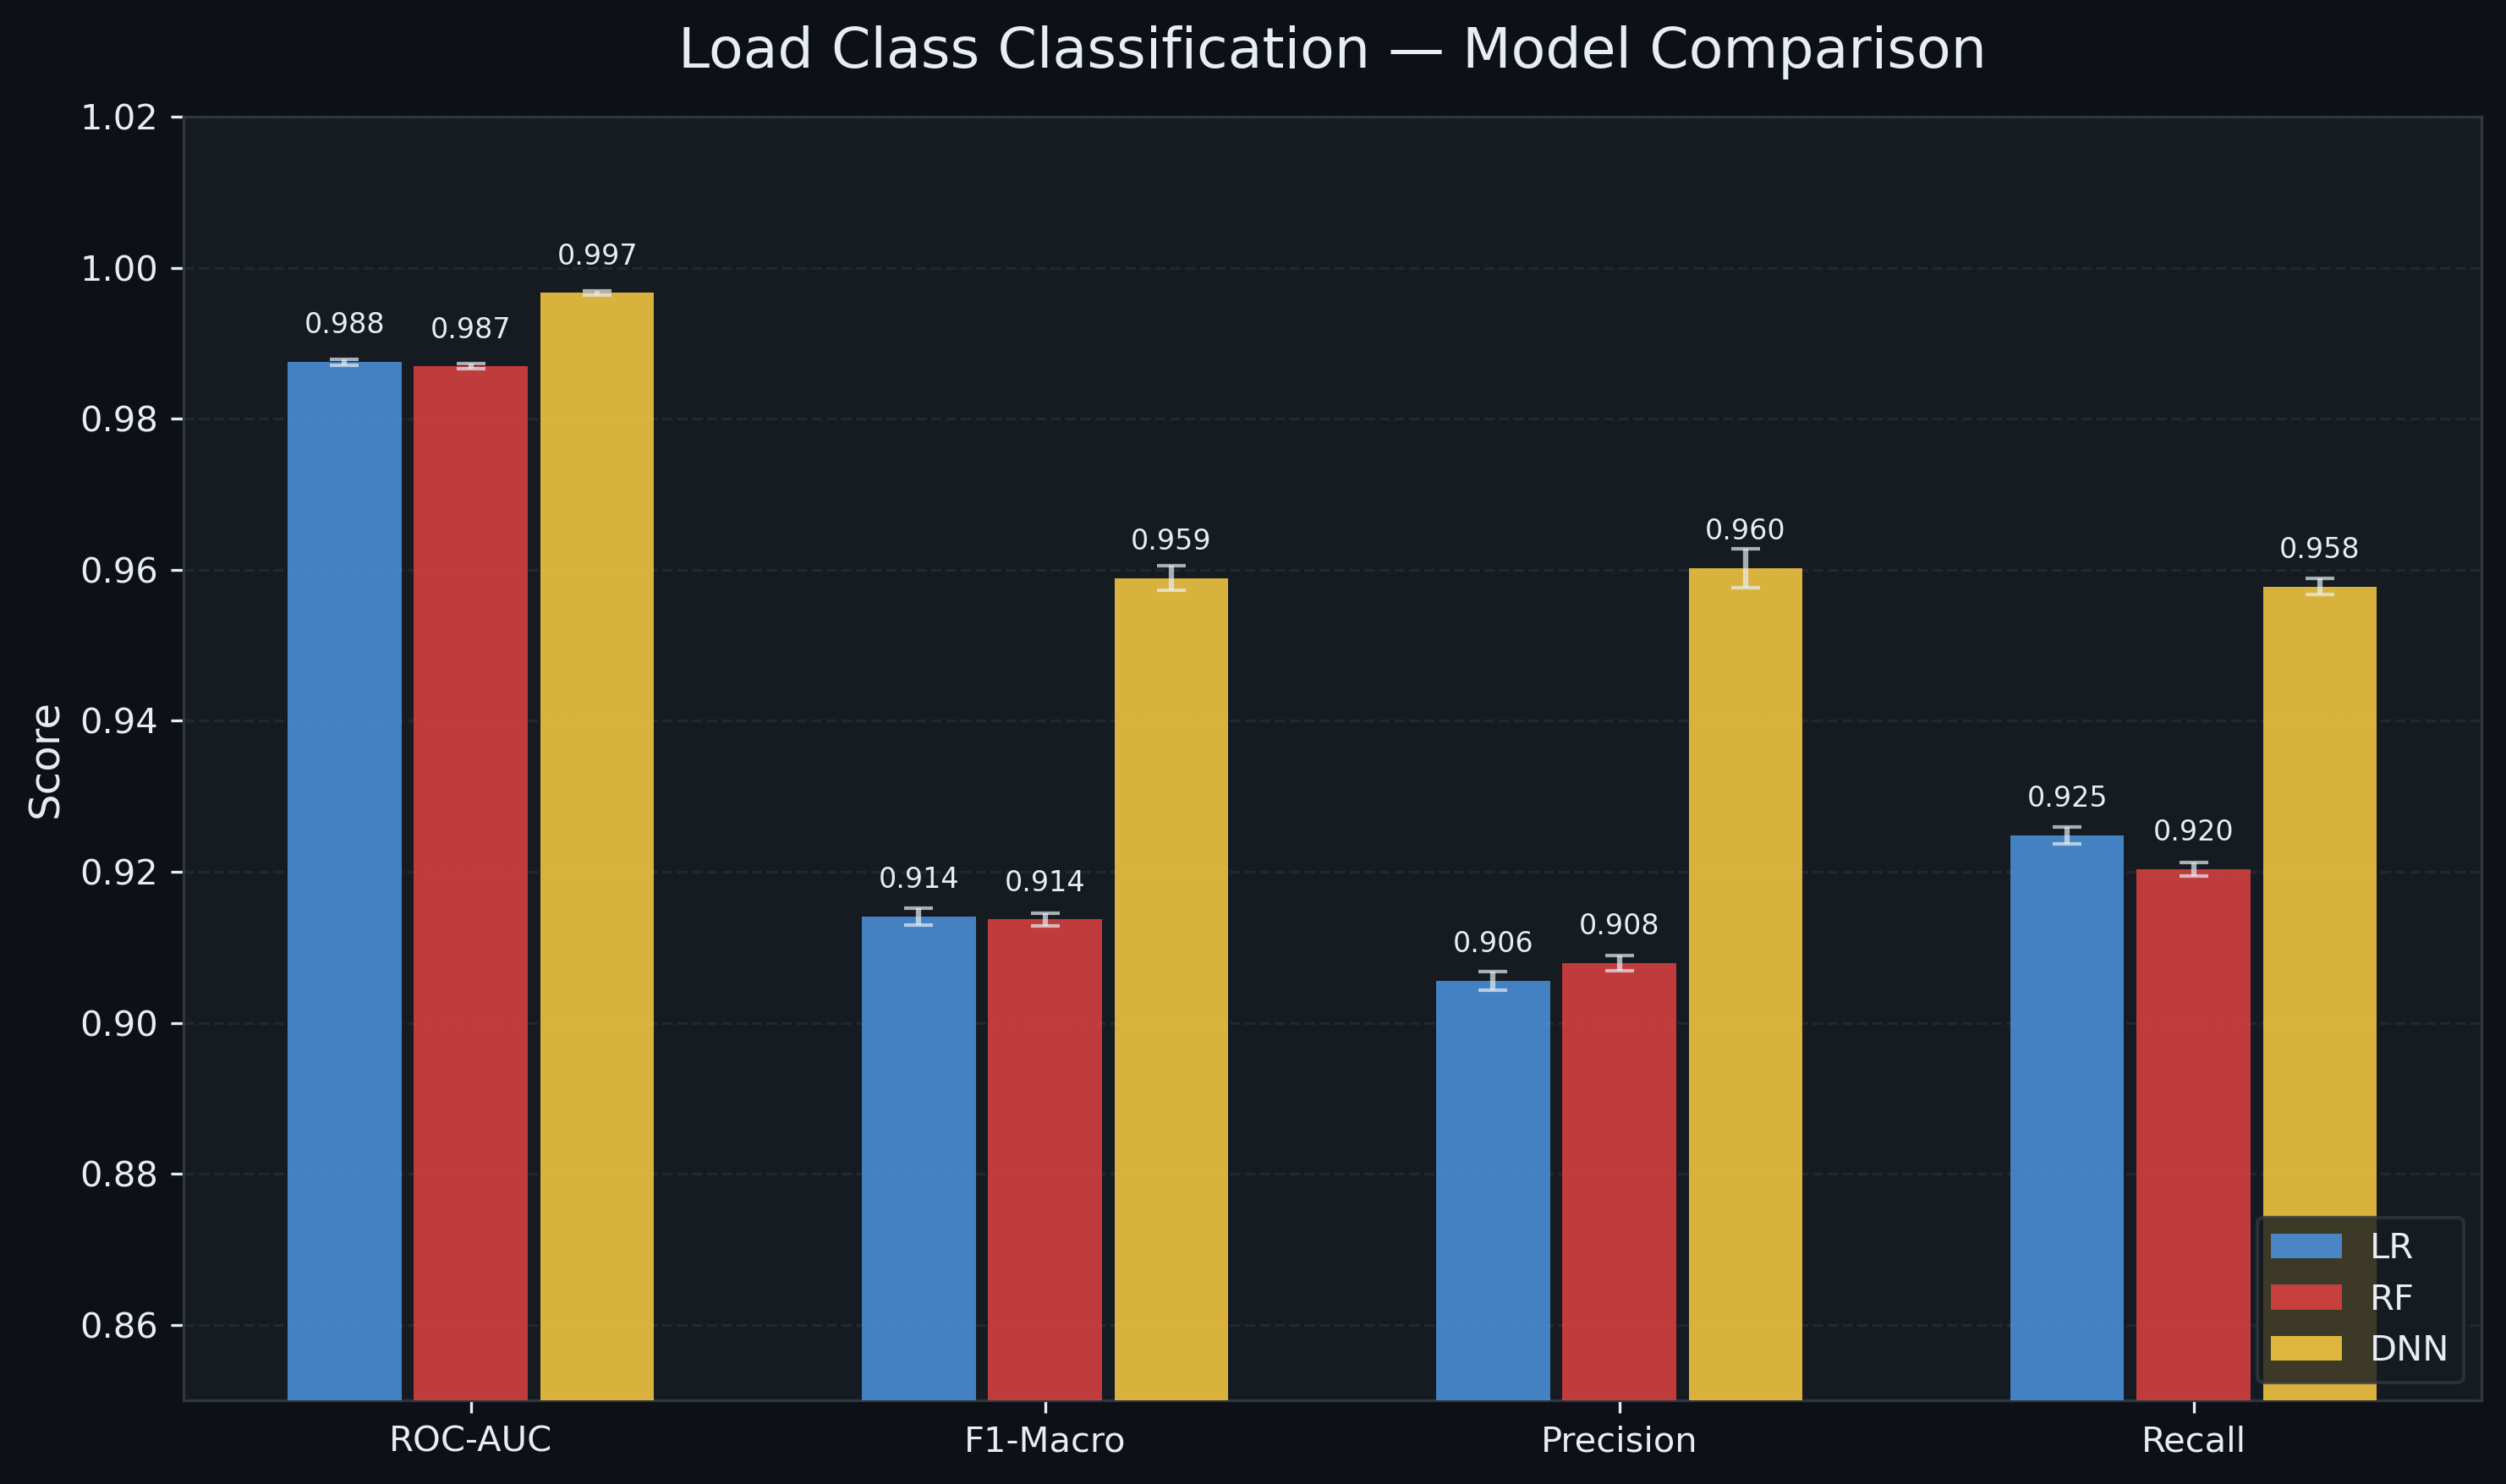 Load Class Classification — Model Comparison
Score
1.02
1.00
0.98
0.96
0.94
0.92
0.90
0.88
0.86
0.988
0.987
0.997
0.914
0.914
0.959
0.906
0.908
0.960
0.925
0.920
0.958
LR
RF
DNN
ROC-AUC
F1-Macro
Precision
Recall